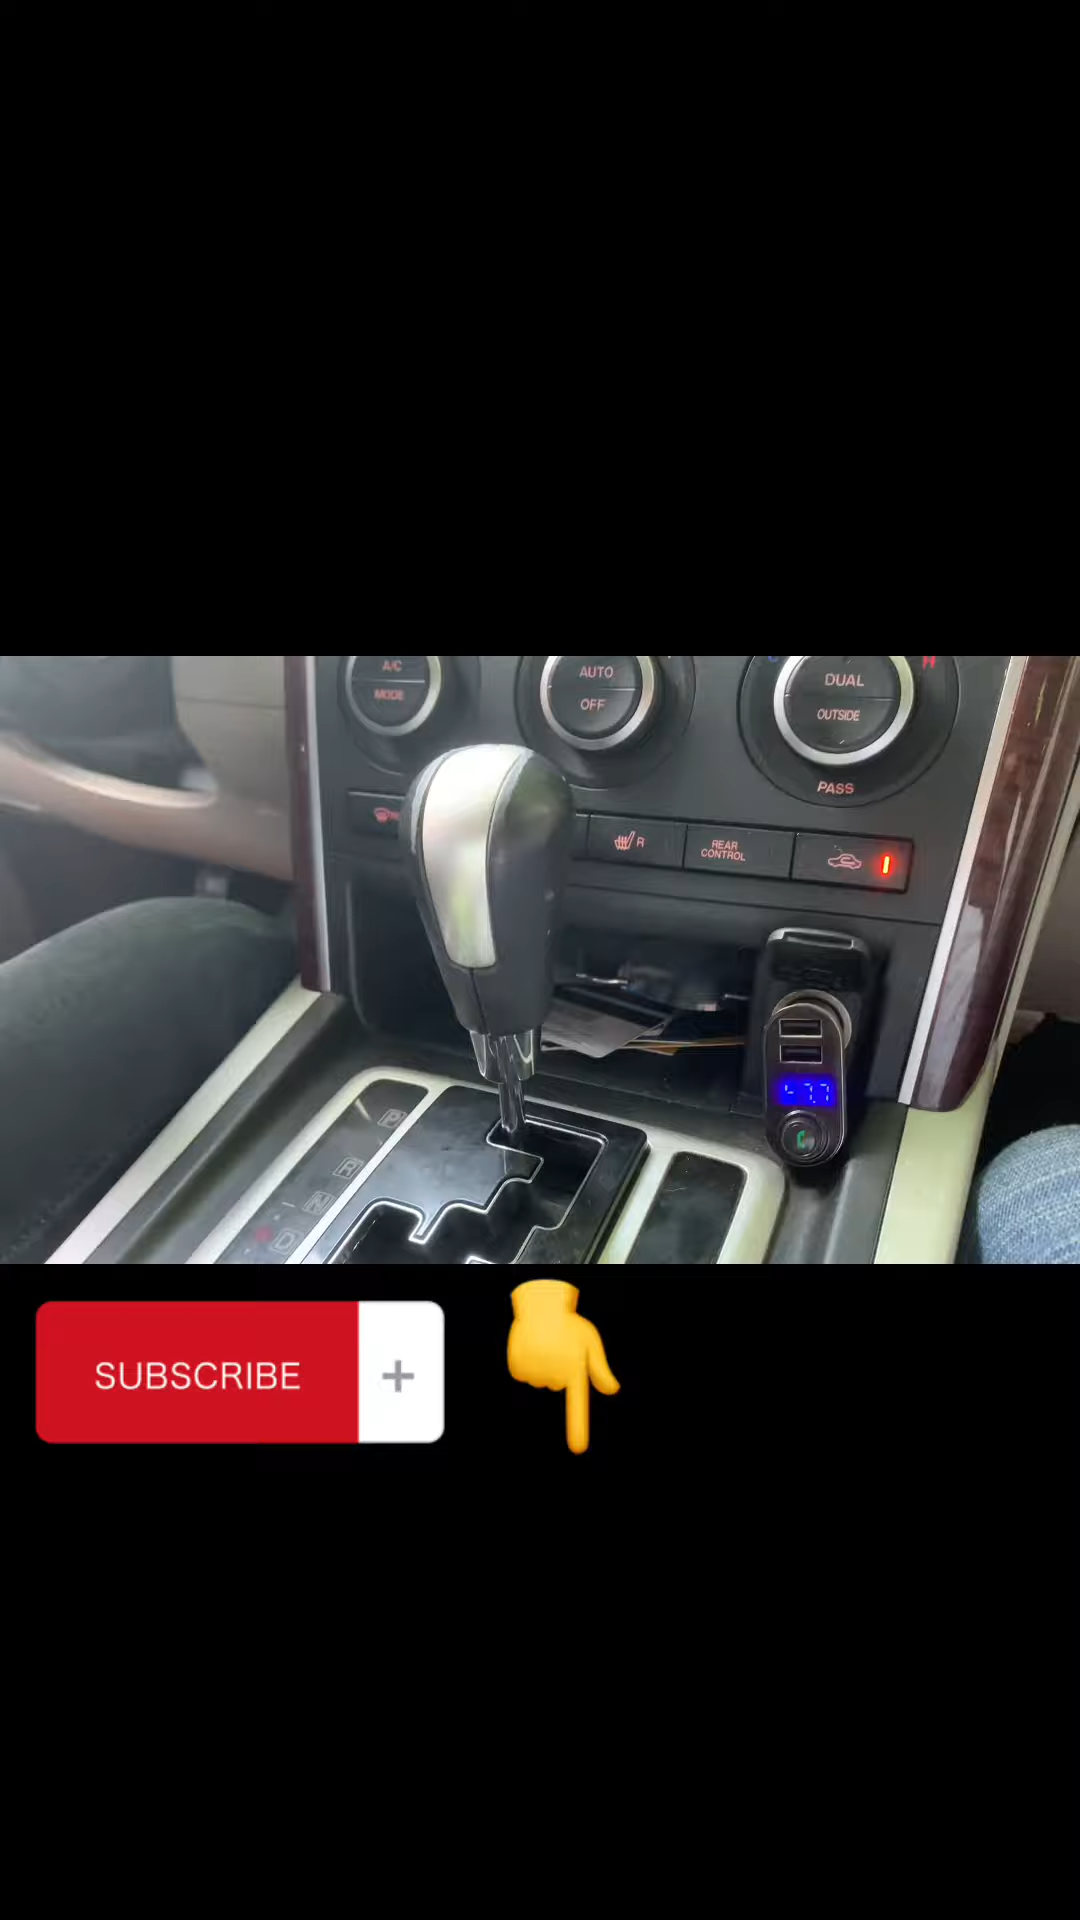 A/C
MODE
AUTO
OFF
DUAL
OUTSIDE
H
PASS
R
REAR
CONTROL
P
R
N
D
SUBSCRIBE
+